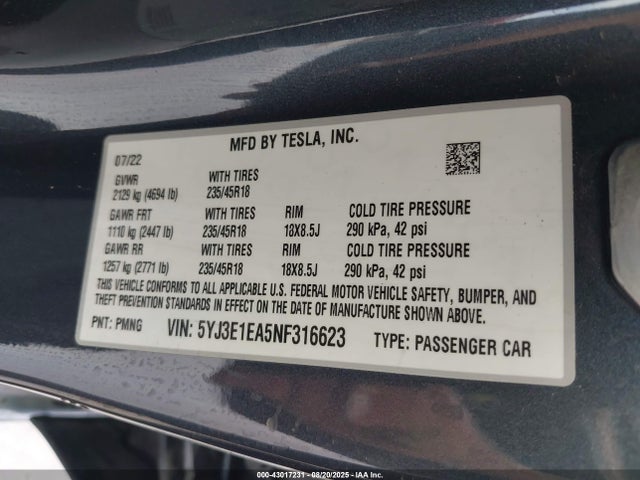 MFD BY TESLA, INC.
07/22
GVWR WITH TIRES
2129 kg (4694 lb) 235/45R18
GAWR FRT WITH TIRES RIM COLD TIRE PRESSURE
1110 kg (2447 lb) 235/45R18 18X8.5J 290 kPa, 42 psi
GAWR RR WITH TIRES RIM COLD TIRE PRESSURE
1257 kg (2771 lb) 235/45R18 18X8.5J 290 kPa, 42 psi
THIS VEHICLE CONFORMS TO ALL APPLICABLE U.S. FEDERAL MOTOR VEHICLE SAFETY, BUMPER, AND
THEFT PREVENTION STANDARDS IN EFFECT ON THE DATE OF MANUFACTURE SHOWN ABOVE.
PNT: PMNG VIN: 5YJ3E1EA5NF316623 TYPE: PASSENGER CAR
000-43017231 - 08/20/2025 - IAA Inc.